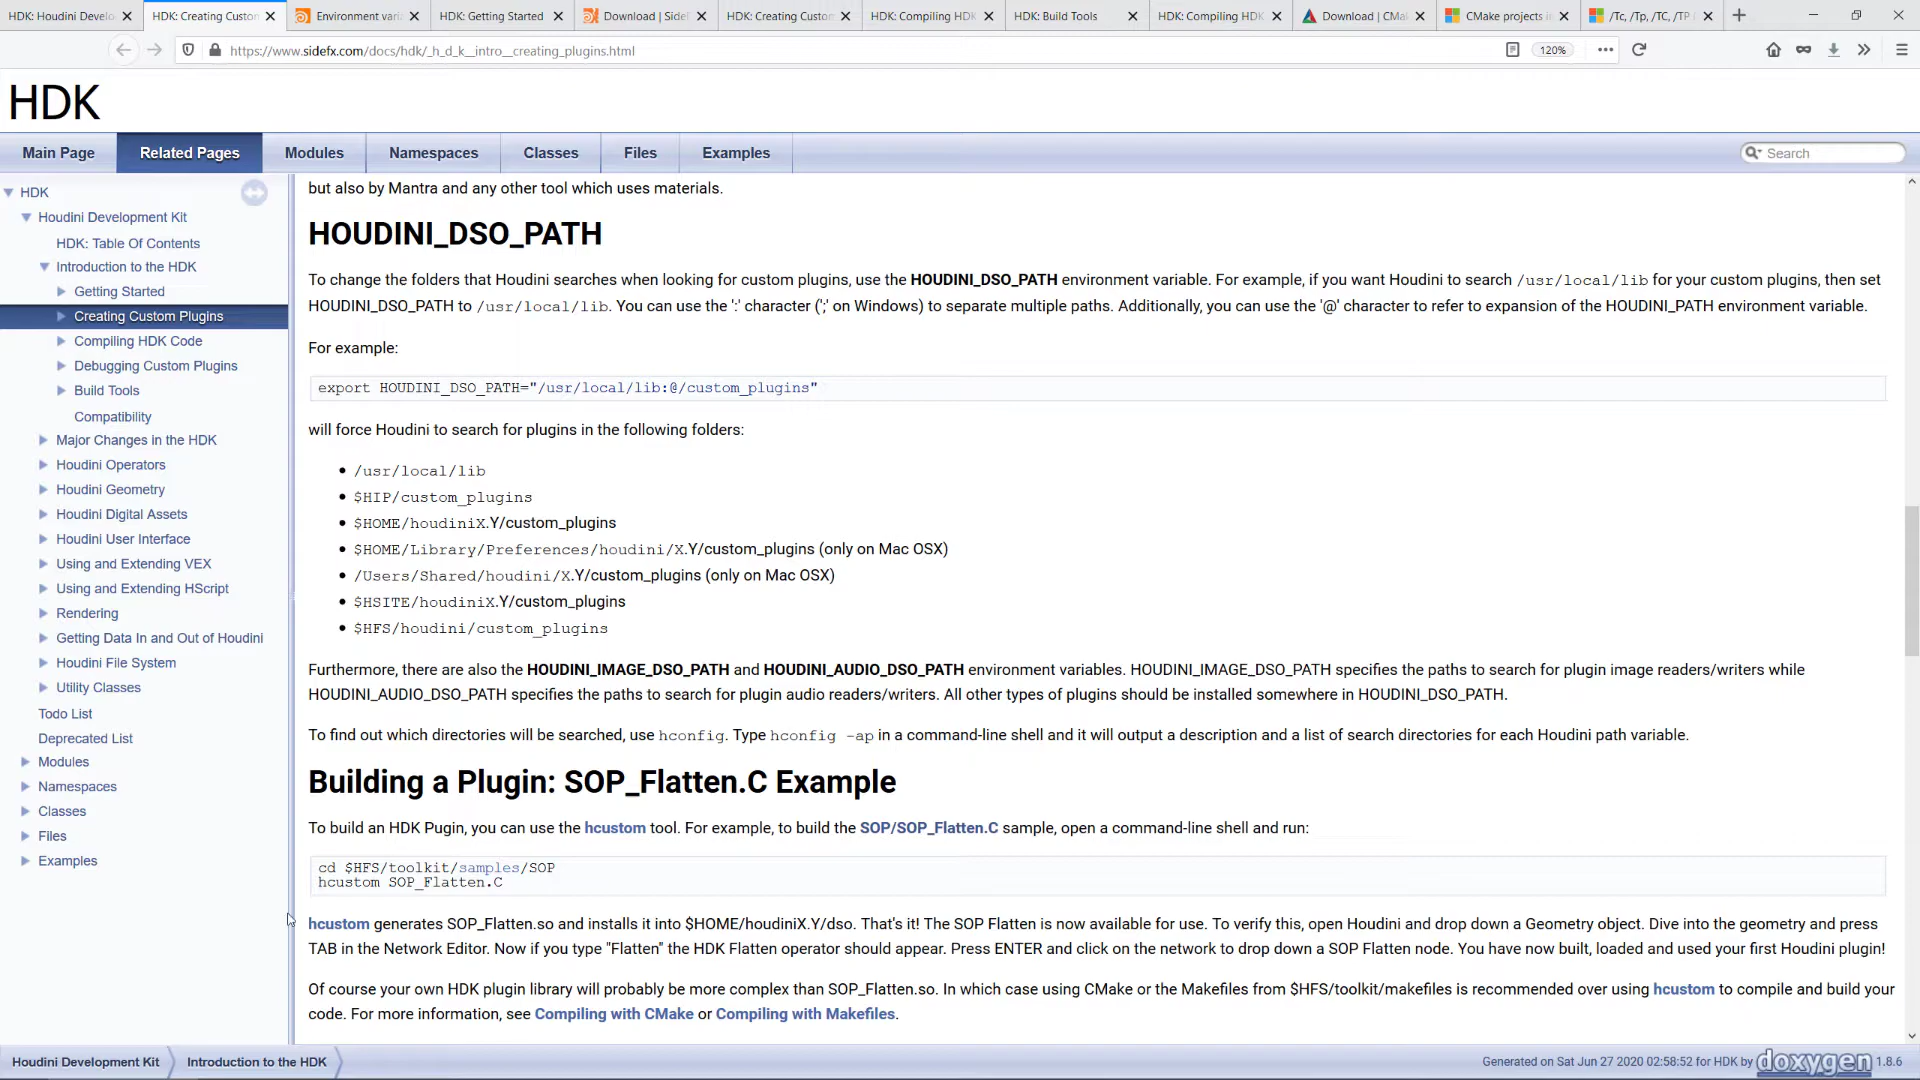 HDK: Houdini Develo
HDK: Creating Custon
Environment vari
HDK: Getting Started
Download | Side
HDK: Creating Custo
HDK: Compiling HDK
HDK: Build Tools
HDK: Compiling HDK
Download | CMa
CMake projects i
/Tc, /Tp, /TC, /TP
https://www.sidefx.com/docs/hdk/_h_d_k__intro__creating_plugins.html
120%
HDK
Main Page
Related Pages
Modules
Namespaces
Classes
Files
Examples
Search
HDK
Houdini Development Kit
HDK: Table Of Contents
Introduction to the HDK
Getting Started
Creating Custom Plugins
Compiling HDK Code
Debugging Custom Plugins
Build Tools
Compatibility
Major Changes in the HDK
Houdini Operators
Houdini Geometry
Houdini Digital Assets
Houdini User Interface
Using and Extending VEX
Using and Extending HScript
Rendering
Getting Data In and Out of Houdini
Houdini File System
Utility Classes
Todo List
Deprecated List
Modules
Namespaces
Classes
Files
Examples
but also by Mantra and any other tool which uses materials.
HOUDINI_DSO_PATH
To change the folders that Houdini searches when looking for custom plugins, use the HOUDINI_DSO_PATH environment variable. For example, if you want Houdini to search /usr/local/lib for your custom plugins, then set
HOUDINI_DSO_PATH to /usr/local/lib. You can use the ':' character (';' on Windows) to separate multiple paths. Additionally, you can use the '@' character to refer to expansion of the HOUDINI_PATH environment variable.
For example:
export HOUDINI_DSO_PATH="/usr/local/lib:@/custom_plugins"
will force Houdini to search for plugins in the following folders:
• /usr/local/lib
• $HIP/custom_plugins
• $HOME/houdiniX.Y/custom_plugins
• $HOME/Library/Preferences/houdini/X.Y/custom_plugins (only on Mac OSX)
• /Users/Shared/houdini/X.Y/custom_plugins (only on Mac OSX)
• $HSITE/houdiniX.Y/custom_plugins
• $HFS/houdini/custom_plugins
Furthermore, there are also the HOUDINI_IMAGE_DSO_PATH and HOUDINI_AUDIO_DSO_PATH environment variables. HOUDINI_IMAGE_DSO_PATH specifies the paths to search for plugin image readers/writers while
HOUDINI_AUDIO_DSO_PATH specifies the paths to search for plugin audio readers/writers. All other types of plugins should be installed somewhere in HOUDINI_DSO_PATH.
To find out which directories will be searched, use hconfig. Type hconfig -ap in a command-line shell and it will output a description and a list of search directories for each Houdini path variable.
Building a Plugin: SOP_Flatten.C Example
To build an HDK Pugin, you can use the hcustom tool. For example, to build the SOP/SOP_Flatten.C sample, open a command-line shell and run:
cd $HFS/toolkit/samples/SOP
hcustom SOP_Flatten.C
hcustom generates SOP_Flatten.so and installs it into $HOME/houdiniX.Y/dso. That's it! The SOP Flatten is now available for use. To verify this, open Houdini and drop down a Geometry object. Dive into the geometry and press
TAB in the Network Editor. Now if you type "Flatten" the HDK Flatten operator should appear. Press ENTER and click on the network to drop down a SOP Flatten node. You have now built, loaded and used your first Houdini plugin!
Of course your own HDK plugin library will probably be more complex than SOP_Flatten.so. In which case using CMake or the Makefiles from $HFS/toolkit/makefiles is recommended over using hcustom to compile and build your
code. For more information, see Compiling with CMake or Compiling with Makefiles.
Houdini Development Kit
Introduction to the HDK
Generated on Sat Jun 27 2020 02:58:52 for HDK by doxygen 1.8.6